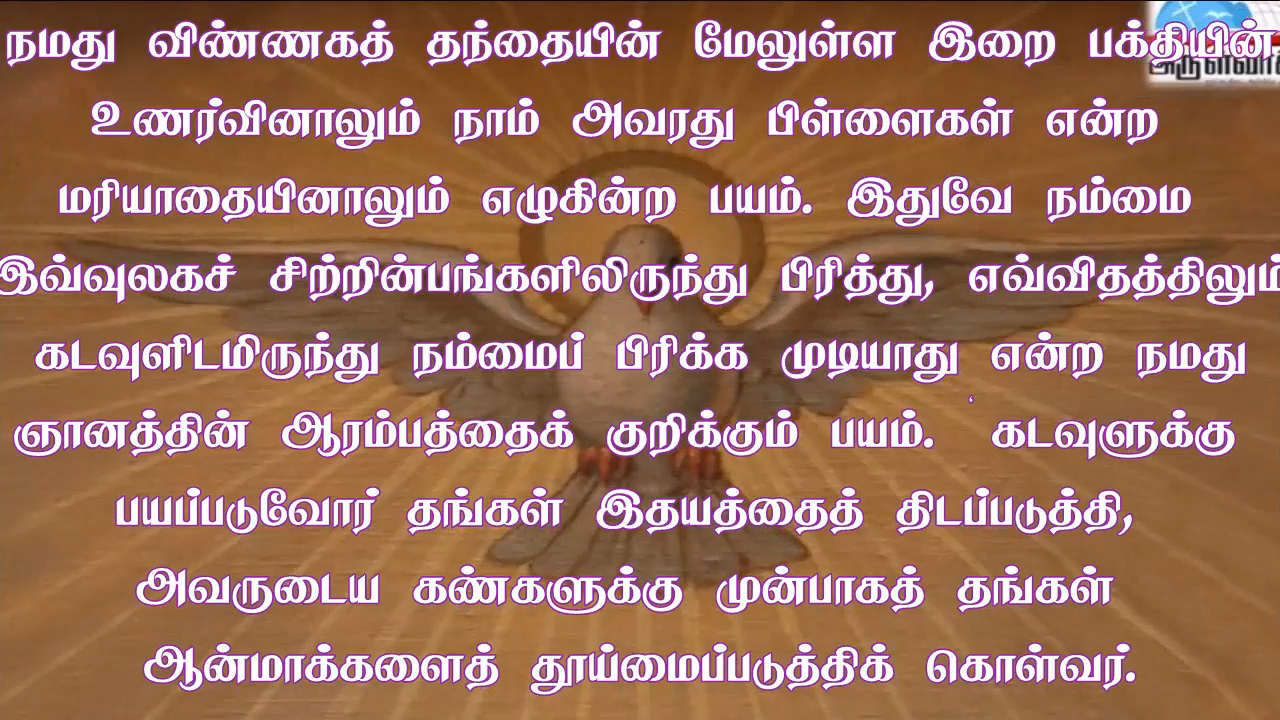 நமது விண்ணகத் தந்தையின் மேலுள்ள இறை பக்தியின்
உணர்வினாலும் நாம் அவரது பிள்ளைகள் என்ற
மரியாதையினாலும் எழுகின்ற பயம். இதுவே நம்மை
இவ்வுலகச் சிற்றின்பங்களிலிருந்து பிரித்து, எவ்விதத்திலும்
கடவுளிடமிருந்து நம்மைப் பிரிக்க முடியாது என்ற நமது
ஞானத்தின் ஆரம்பத்தைக் குறிக்கும் பயம். ‘ கடவுளுக்கு
பயப்படுவோர் தங்கள் இதயத்தைத் திடப்படுத்தி,
அவருடைய கண்களுக்கு முன்பாகத் தங்கள்
ஆன்மாக்களைத் தூய்மைப்படுத்திக் கொள்வர்.